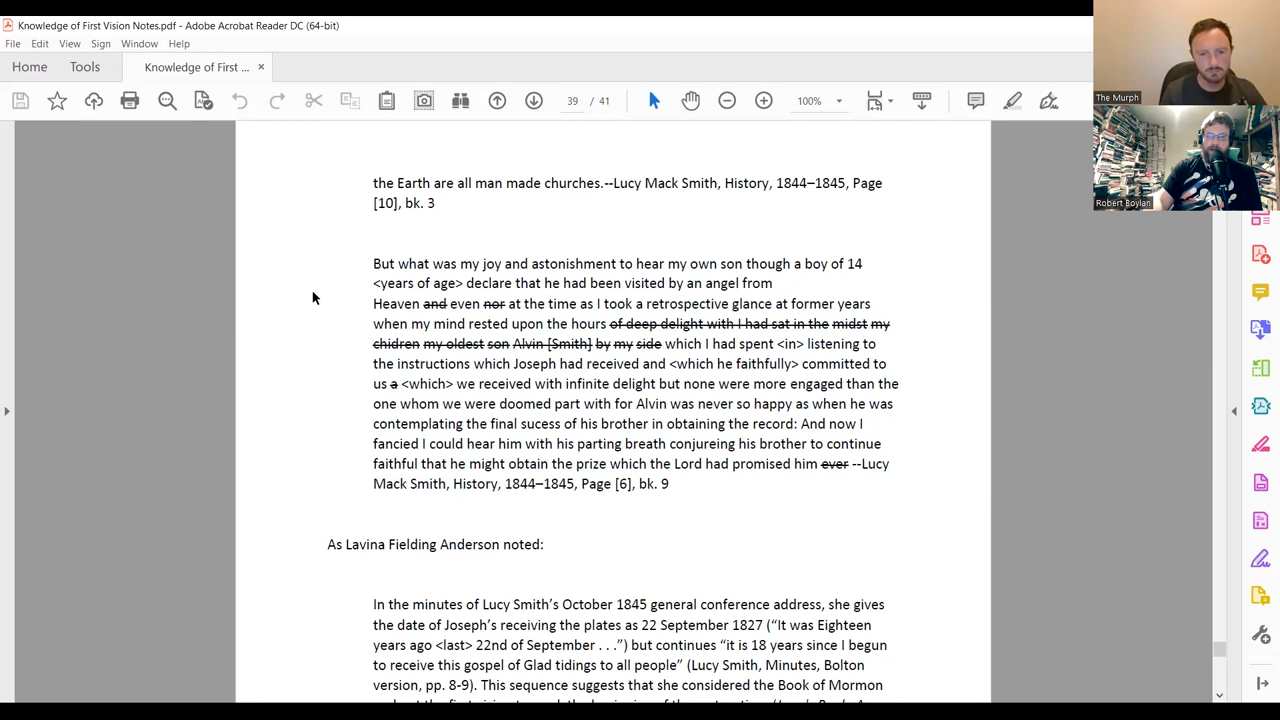 Knowledge of First Vision Notes.pdf - Adobe Acrobat Reader DC (64-bit)
File Edit View Sign Window Help
Home Tools Knowledge of First ... ×
39 / 41 100%
The Murph
Robert Boylan
the Earth are all man made churches.--Lucy Mack Smith, History, 1844–1845, Page
[10], bk. 3
But what was my joy and astonishment to hear my own son though a boy of 14
<years of age> declare that he had been visited by an angel from
Heaven and even nor at the time as I took a retrospective glance at former years
when my mind rested upon the hours of deep delight with I had sat in the midst my
chidren my oldest son Alvin [Smith] by my side which I had spent <in> listening to
the instructions which Joseph had received and <which he faithfully> committed to
us a <which> we received with infinite delight but none were more engaged than the
one whom we were doomed part with for Alvin was never so happy as when he was
contemplating the final sucess of his brother in obtaining the record: And now I
fancied I could hear him with his parting breath conjureing his brother to continue
faithful that he might obtain the prize which the Lord had promised him ever --Lucy
Mack Smith, History, 1844–1845, Page [6], bk. 9
As Lavina Fielding Anderson noted:
In the minutes of Lucy Smith's October 1845 general conference address, she gives
the date of Joseph's receiving the plates as 22 September 1827 ("It was Eighteen
years ago <last> 22nd of September . . .") but continues "it is 18 years since I begun
to receive this gospel of Glad tidings to all people" (Lucy Smith, Minutes, Bolton
version, pp. 8-9). This sequence suggests that she considered the Book of Mormon